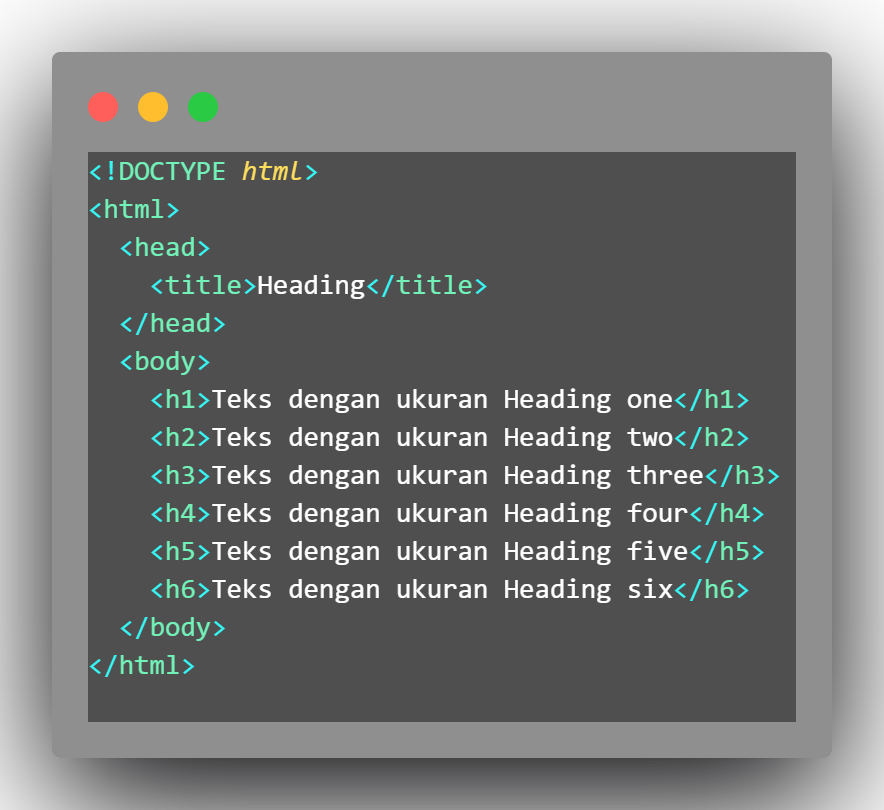 <!DOCTYPE html>
<html>
  <head>
    <title>Heading</title>
  </head>
  <body>
    <h1>Teks dengan ukuran Heading one</h1>
    <h2>Teks dengan ukuran Heading two</h2>
    <h3>Teks dengan ukuran Heading three</h3>
    <h4>Teks dengan ukuran Heading four</h4>
    <h5>Teks dengan ukuran Heading five</h5>
    <h6>Teks dengan ukuran Heading six</h6>
  </body>
</html>